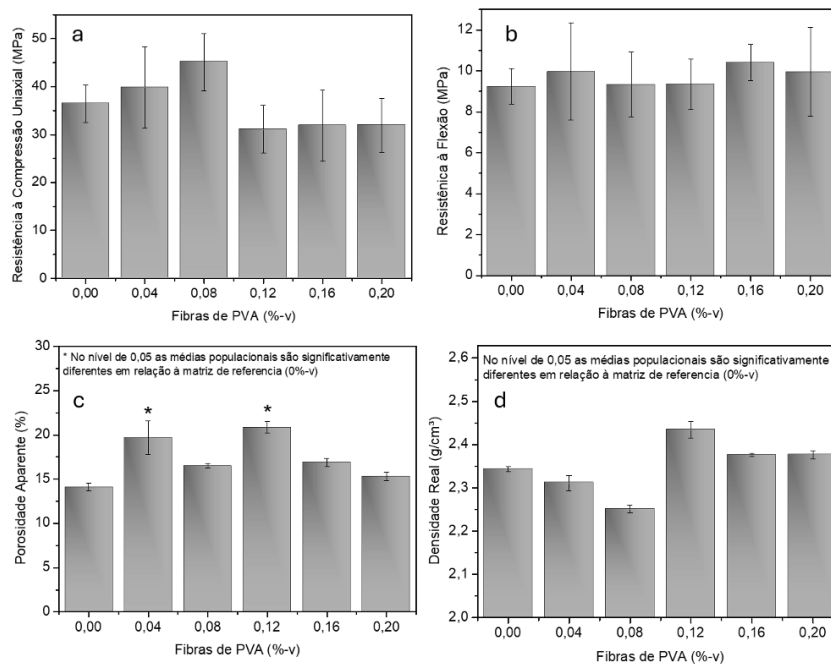 a
Resistência à Compressão Uniaxial (MPa)
50
40
30
20
10
0
0,00 0,04 0,08 0,12 0,16 0,20
Fibras de PVA (%-v)
b
Resistênica à Flexão (MPa)
12
10
8
6
4
2
0
0,00 0,04 0,08 0,12 0,16 0,20
Fibras de PVA (%-v)
* No nível de 0,05 as médias populacionais são significativamente
diferentes em relação à matriz de referencia (0%-v)
c
* *
Porosidade Aparente (%)
30
25
20
15
10
5
0
0,00 0,04 0,08 0,12 0,16 0,20
Fibras de PVA (%-v)
No nível de 0,05 as médias populacionais são significativamente
diferentes em relação à matriz de referencia (0%-v)
d
Densidade Real (g/cm³)
2,6
2,5
2,4
2,3
2,2
2,1
2,0
0,00 0,04 0,08 0,12 0,16 0,20
Fibras de PVA (%-v)